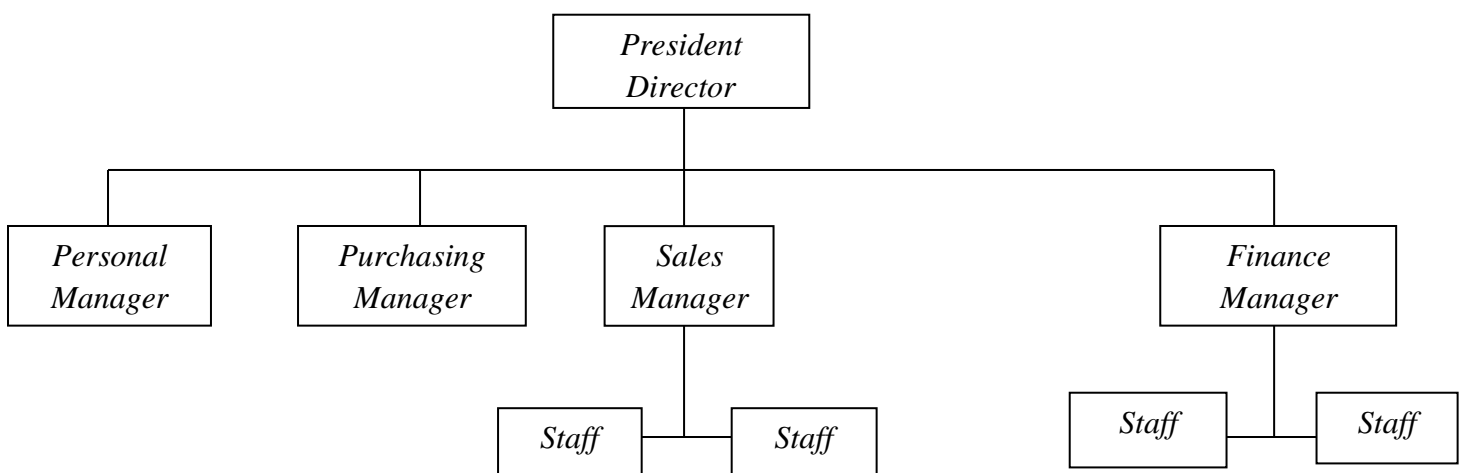 President
Director
Personal
Manager
Purchasing
Manager
Sales
Manager
Finance
Manager
Staff
Staff
Staff
Staff